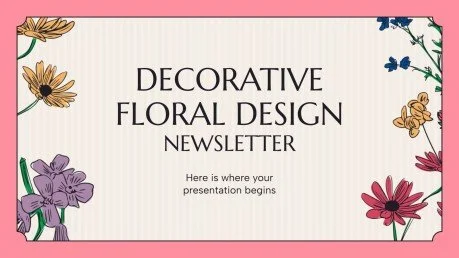 DECORATIVE
FLORAL DESIGN
NEWSLETTER
Here is where your
presentation begins